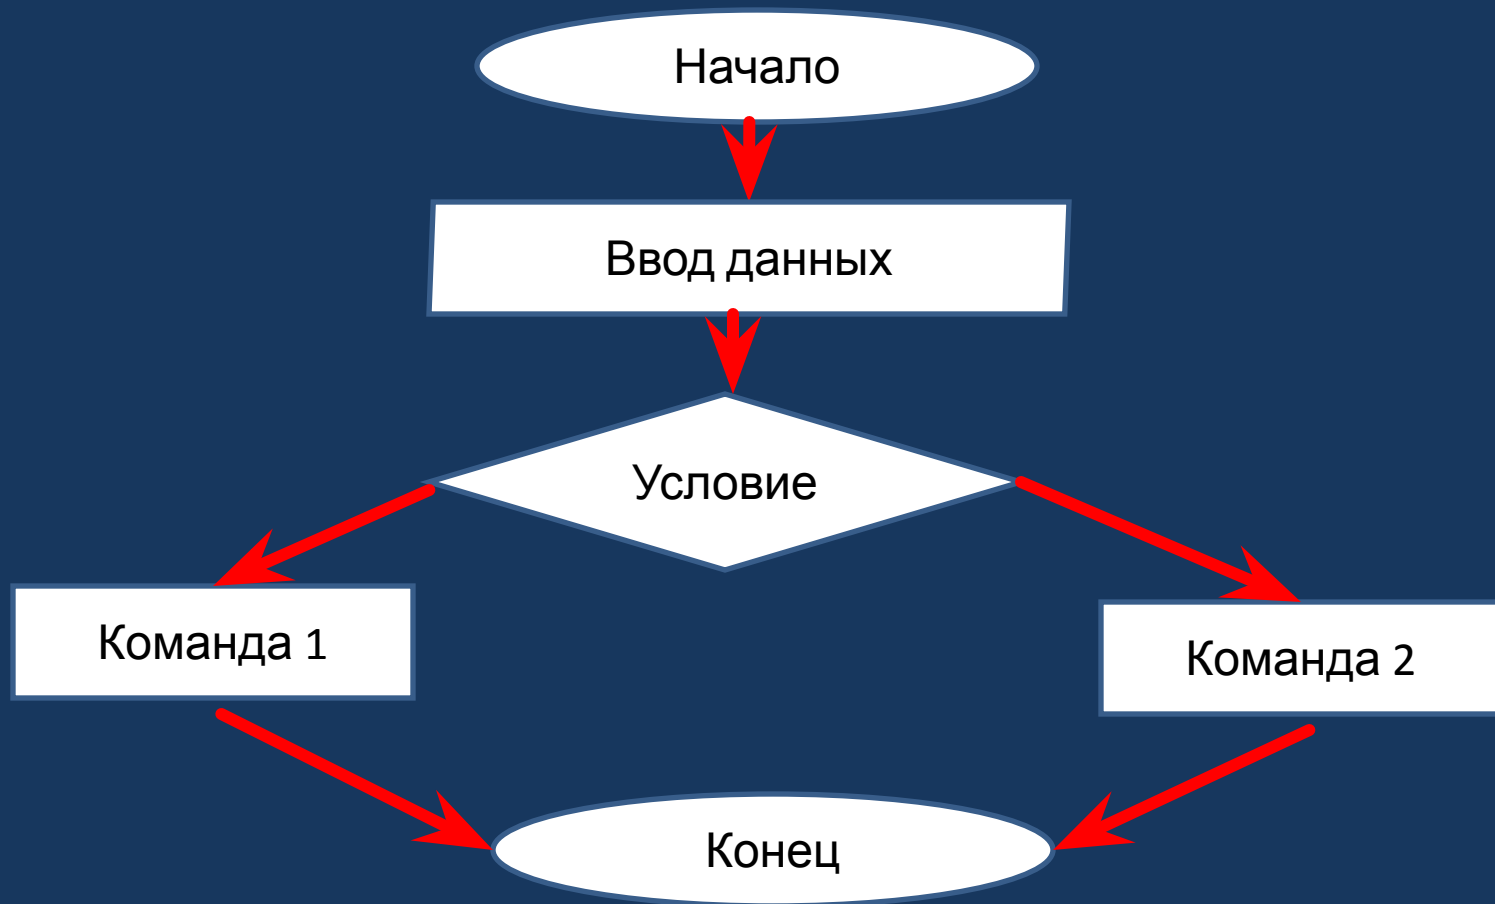 Начало
Ввод данных
Условие
Команда 1
Команда 2
Конец